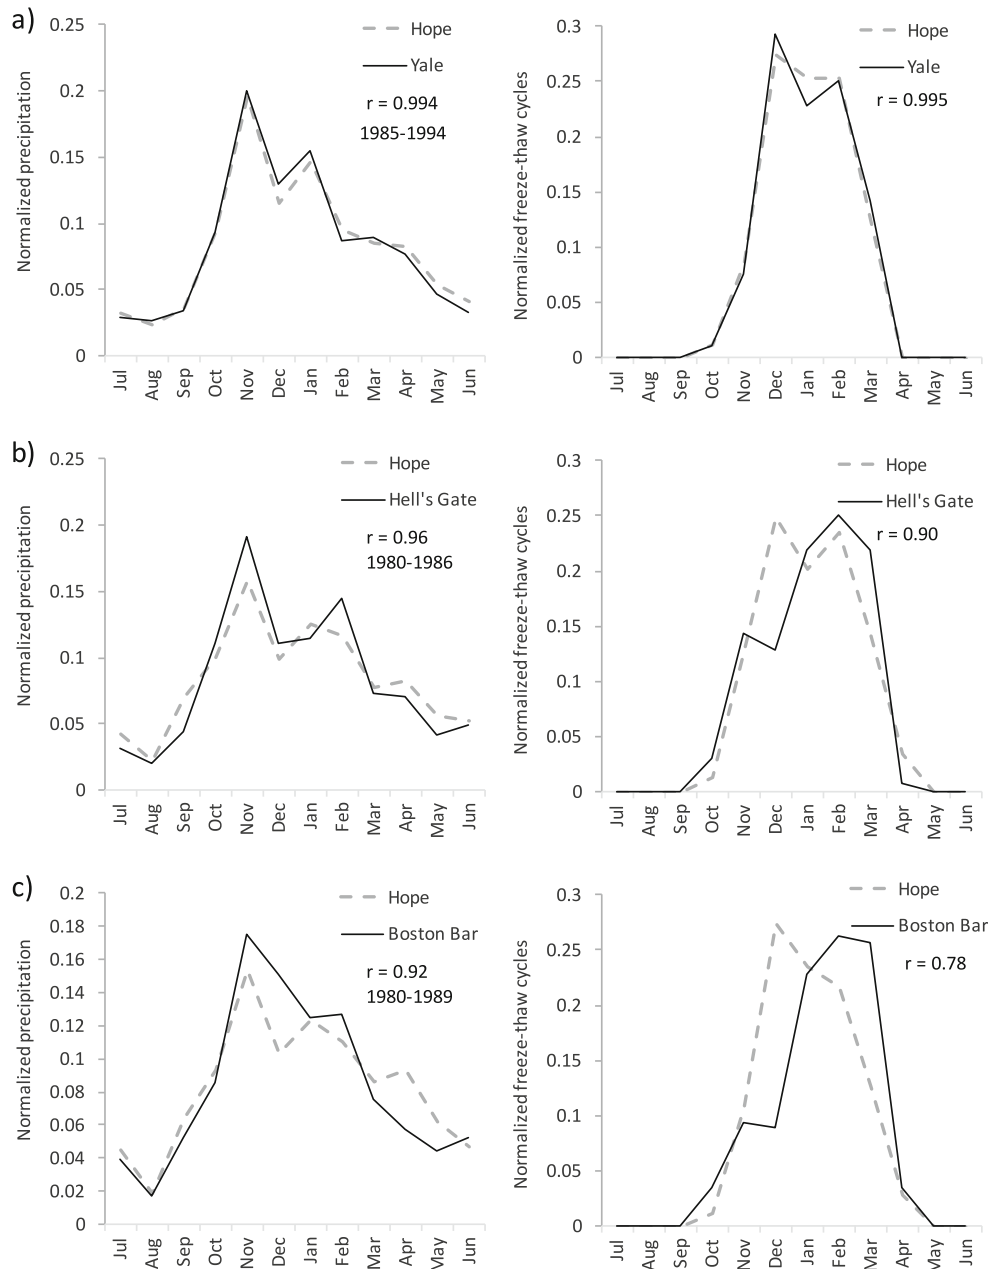 a)
Normalized precipitation
0.25
0.2
0.15
0.1
0.05
0
Hope
Yale
r = 0.994
1985-1994
Jul Aug Sep Oct Nov Dec Jan Feb Mar Apr May Jun
Normalized freeze-thaw cycles
0.3
0.25
0.2
0.15
0.1
0.05
0
Hope
Yale
r = 0.995
Jul Aug Sep Oct Nov Dec Jan Feb Mar Apr May Jun
b)
Normalized precipitation
0.25
0.2
0.15
0.1
0.05
0
Hope
Hell's Gate
r = 0.96
1980-1986
Jul Aug Sep Oct Nov Dec Jan Feb Mar Apr May Jun
Normalized freeze-thaw cycles
0.3
0.25
0.2
0.15
0.1
0.05
0
Hope
Hell's Gate
r = 0.90
Jul Aug Sep Oct Nov Dec Jan Feb Mar Apr May Jun
c)
Normalized precipitation
0.2
0.18
0.16
0.14
0.12
0.1
0.08
0.06
0.04
0.02
0
Hope
Boston Bar
r = 0.92
1980-1989
Jul Aug Sep Oct Nov Dec Jan Feb Mar Apr May Jun
Normalized freeze-thaw cycles
0.3
0.25
0.2
0.15
0.1
0.05
0
Hope
Boston Bar
r = 0.78
Jul Aug Sep Oct Nov Dec Jan Feb Mar Apr May Jun